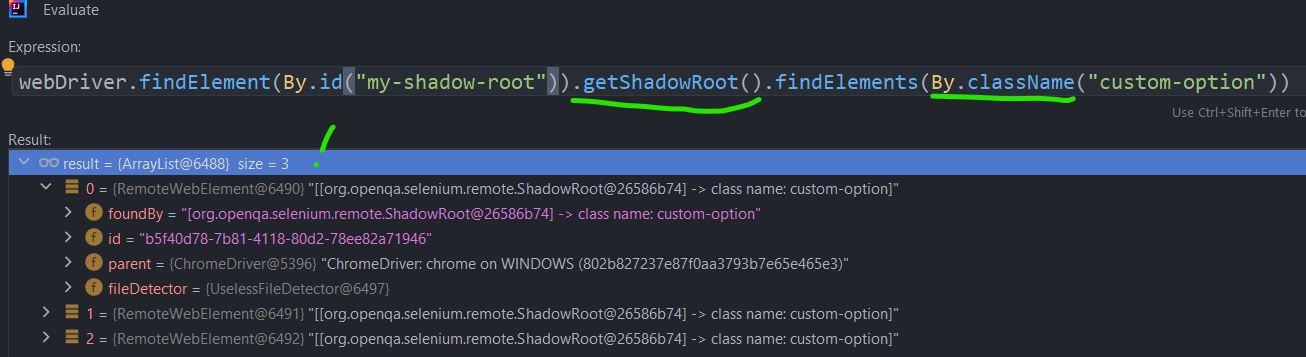 Evaluate
Expression:
webDriver.findElement(By.id("my-shadow-root")).getShadowRoot().findElements(By.className("custom-option"))
Use Ctrl+Shift+Enter to
Result:
result = {ArrayList@6488} size = 3
0 = {RemoteWebElement@6490} "[[org.openqa.selenium.remote.ShadowRoot@26586b74] -> class name: custom-option]"
foundBy = "[org.openqa.selenium.remote.ShadowRoot@26586b74] -> class name: custom-option"
id = "b5f40d78-7b81-4118-80d2-78ee82a71946"
parent = {ChromeDriver@5396} "ChromeDriver: chrome on WINDOWS (802b827237e87f0aa3793b7e65e465e3)"
fileDetector = {UselessFileDetector@6497}
1 = {RemoteWebElement@6491} "[[org.openqa.selenium.remote.ShadowRoot@26586b74] -> class name: custom-option]"
2 = {RemoteWebElement@6492} "[[org.openqa.selenium.remote.ShadowRoot@26586b74] -> class name: custom-option]"